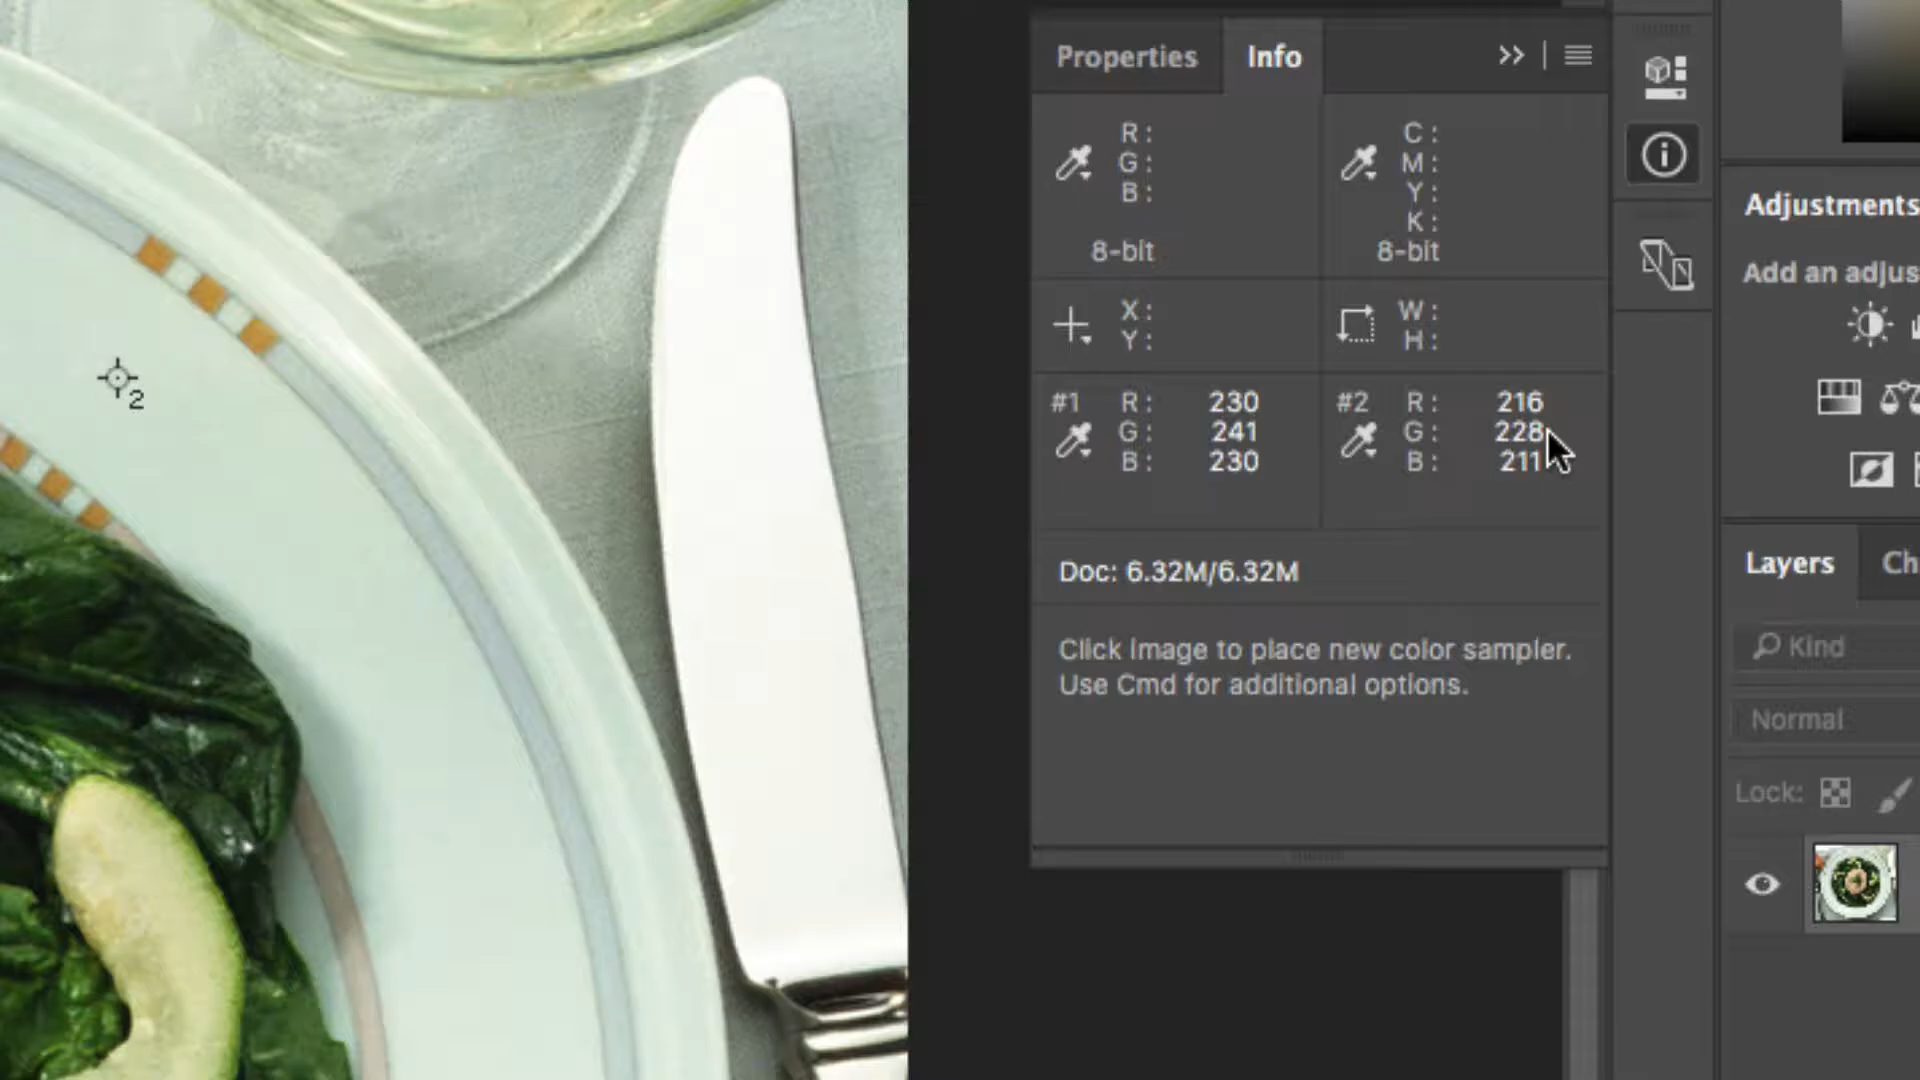 Properties
Info
R :
G :
B :
8-bit
C :
M :
Y :
K :
8-bit
X :
Y :
W :
H :
#1 R : 230
G : 241
B : 230
#2 R : 216
G : 228
B : 211
Doc: 6.32M/6.32M
Click image to place new color sampler.
Use Cmd for additional options.
2
Adjustments
Add an adjus
Layers
Ch
Kind
Normal
Lock: